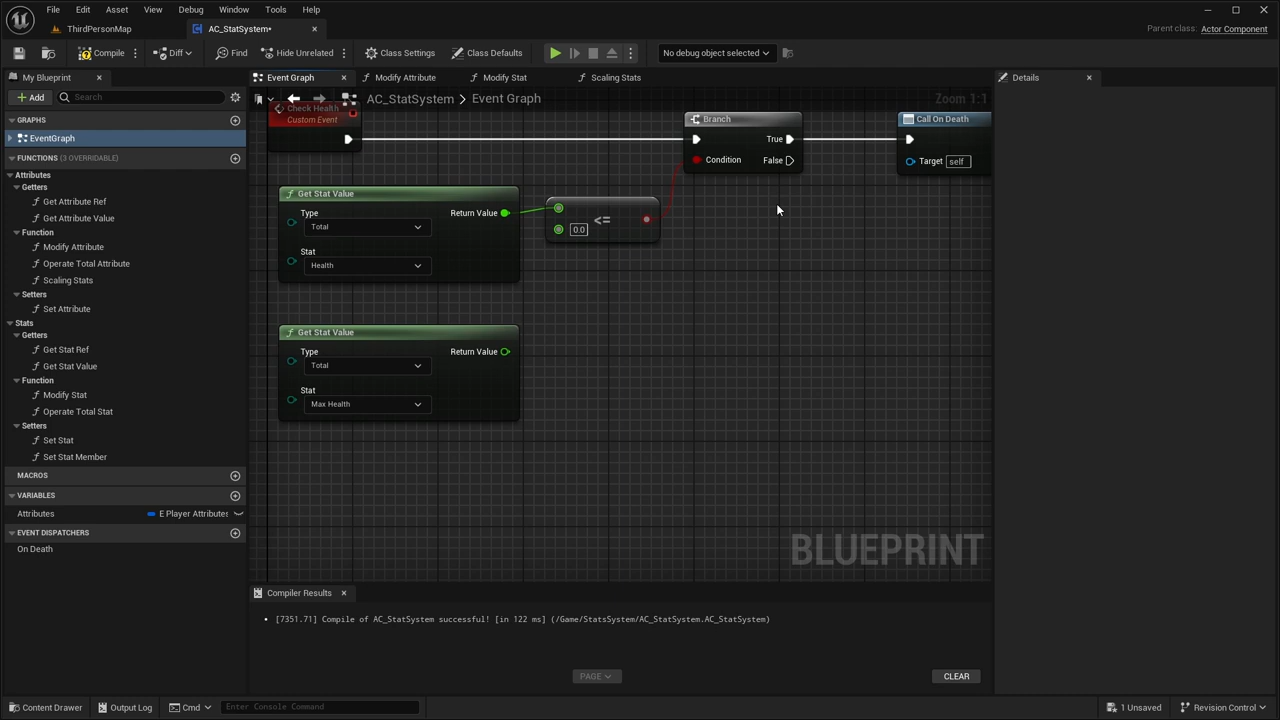 File Edit Asset View Debug Window Tools Help
ThirdPersonMap
AC_StatSystem*
Parent class: Actor Component
Compile
Diff
Find
Hide Unrelated
Class Settings
Class Defaults
No debug object selected
My Blueprint
Event Graph
Modify Attribute
Modify Stat
Scaling Stats
Details
Add
Search
AC_StatSystem > Event Graph
Zoom 1:1
GRAPHS
EventGraph
FUNCTIONS (3 OVERRIDABLE)
Attributes
Getters
Get Attribute Ref
Get Attribute Value
Function
Modify Attribute
Operate Total Attribute
Scaling Stats
Setters
Set Attribute
Stats
Getters
Get Stat Ref
Get Stat Value
Function
Modify Stat
Operate Total Stat
Setters
Set Stat
Set Stat Member
MACROS
VARIABLES
Attributes
E Player Attributes
EVENT DISPATCHERS
On Death
Check Health
Custom Event
Branch
True
Condition
False
Call On Death
Target self
Get Stat Value
Type
Return Value
Total
Stat
Health
<=
0.0
Get Stat Value
Type
Return Value
Total
Stat
Max Health
BLUEPRINT
Compiler Results
• [7351.71] Compile of AC_StatSystem successful! [in 122 ms] (/Game/StatsSystem/AC_StatSystem.AC_StatSystem)
PAGE
CLEAR
Content Drawer
Output Log
Cmd
Enter Console Command
1 Unsaved
Revision Control